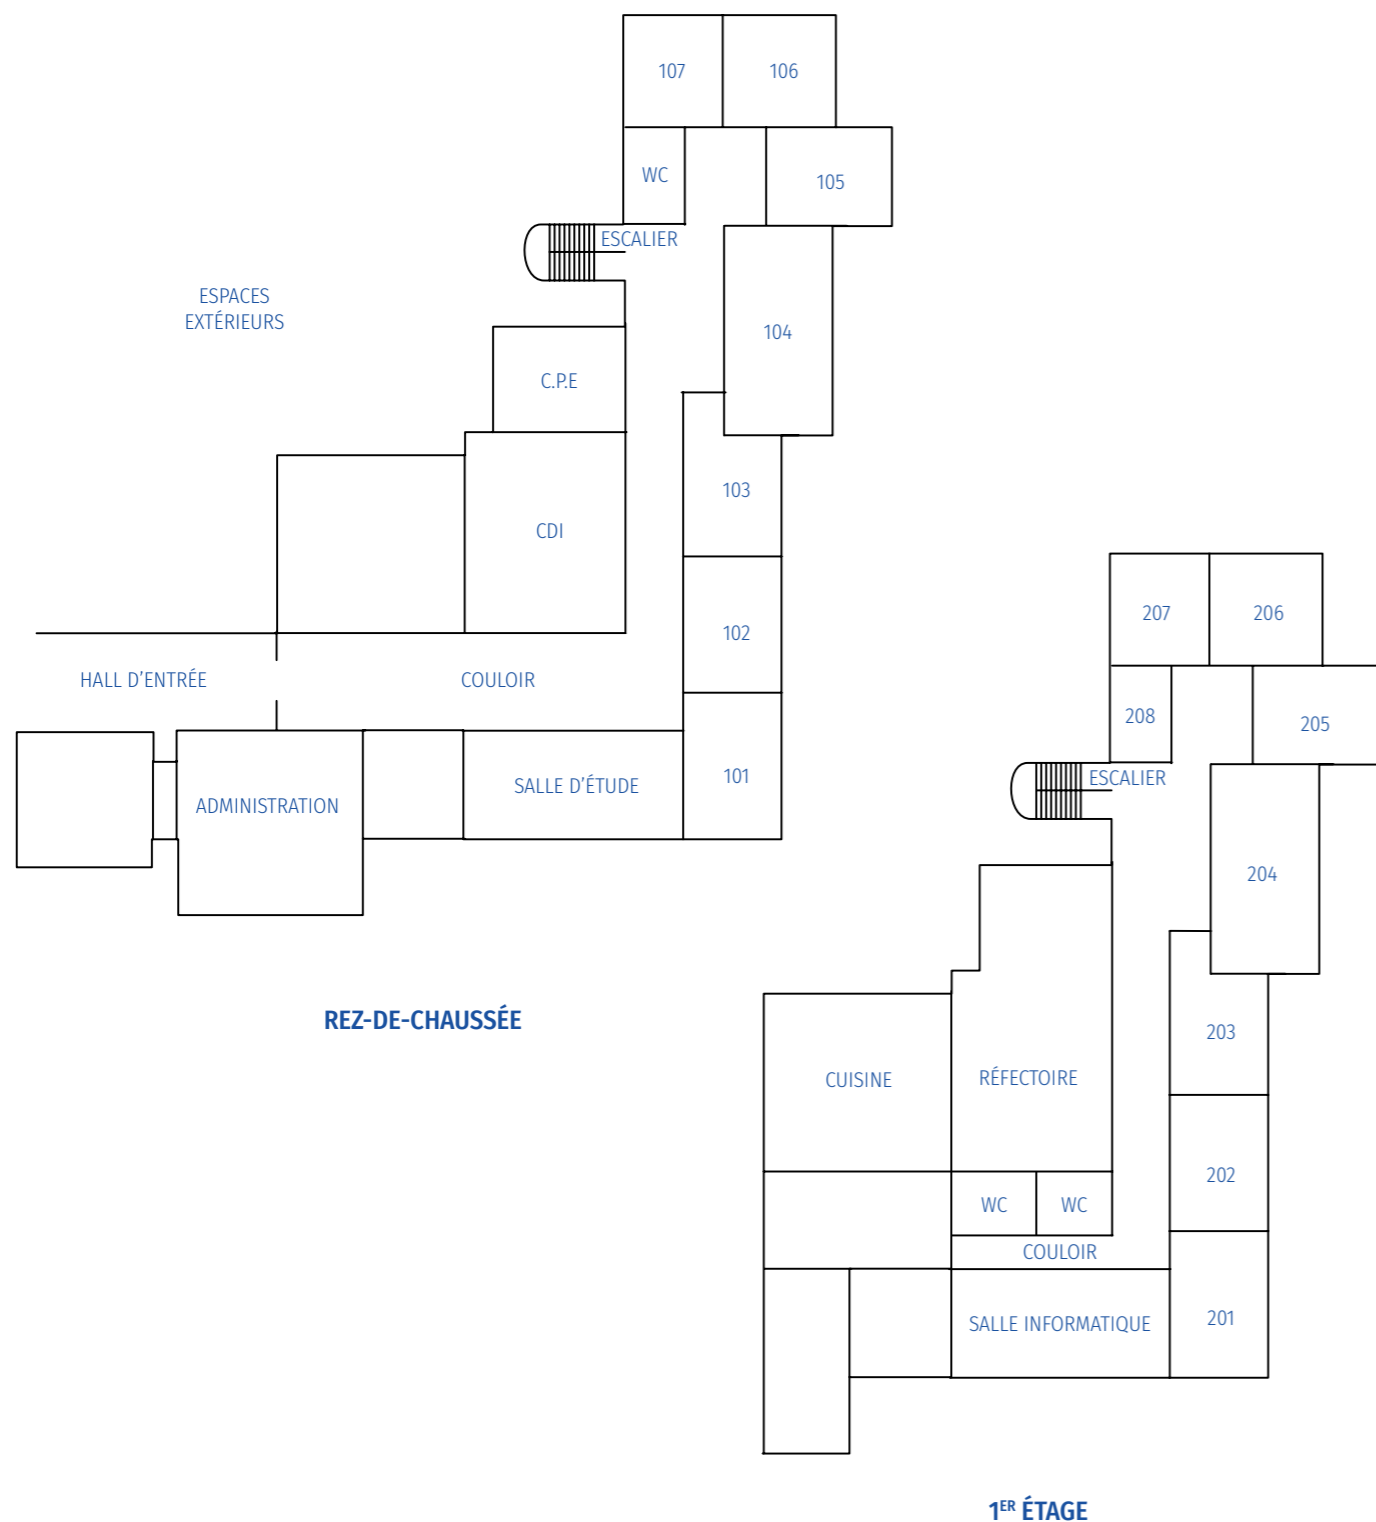 107
106
WC
105
ESCALIER
ESPACES
EXTÉRIEURS
104
C.P.E
103
CDI
102
HALL D'ENTRÉE
COULOIR
101
SALLE D'ÉTUDE
ADMINISTRATION
REZ-DE-CHAUSSÉE
207
206
208
205
ESCALIER
204
203
CUISINE
RÉFECTOIRE
202
WC
WC
COULOIR
201
SALLE INFORMATIQUE
1ER ÉTAGE